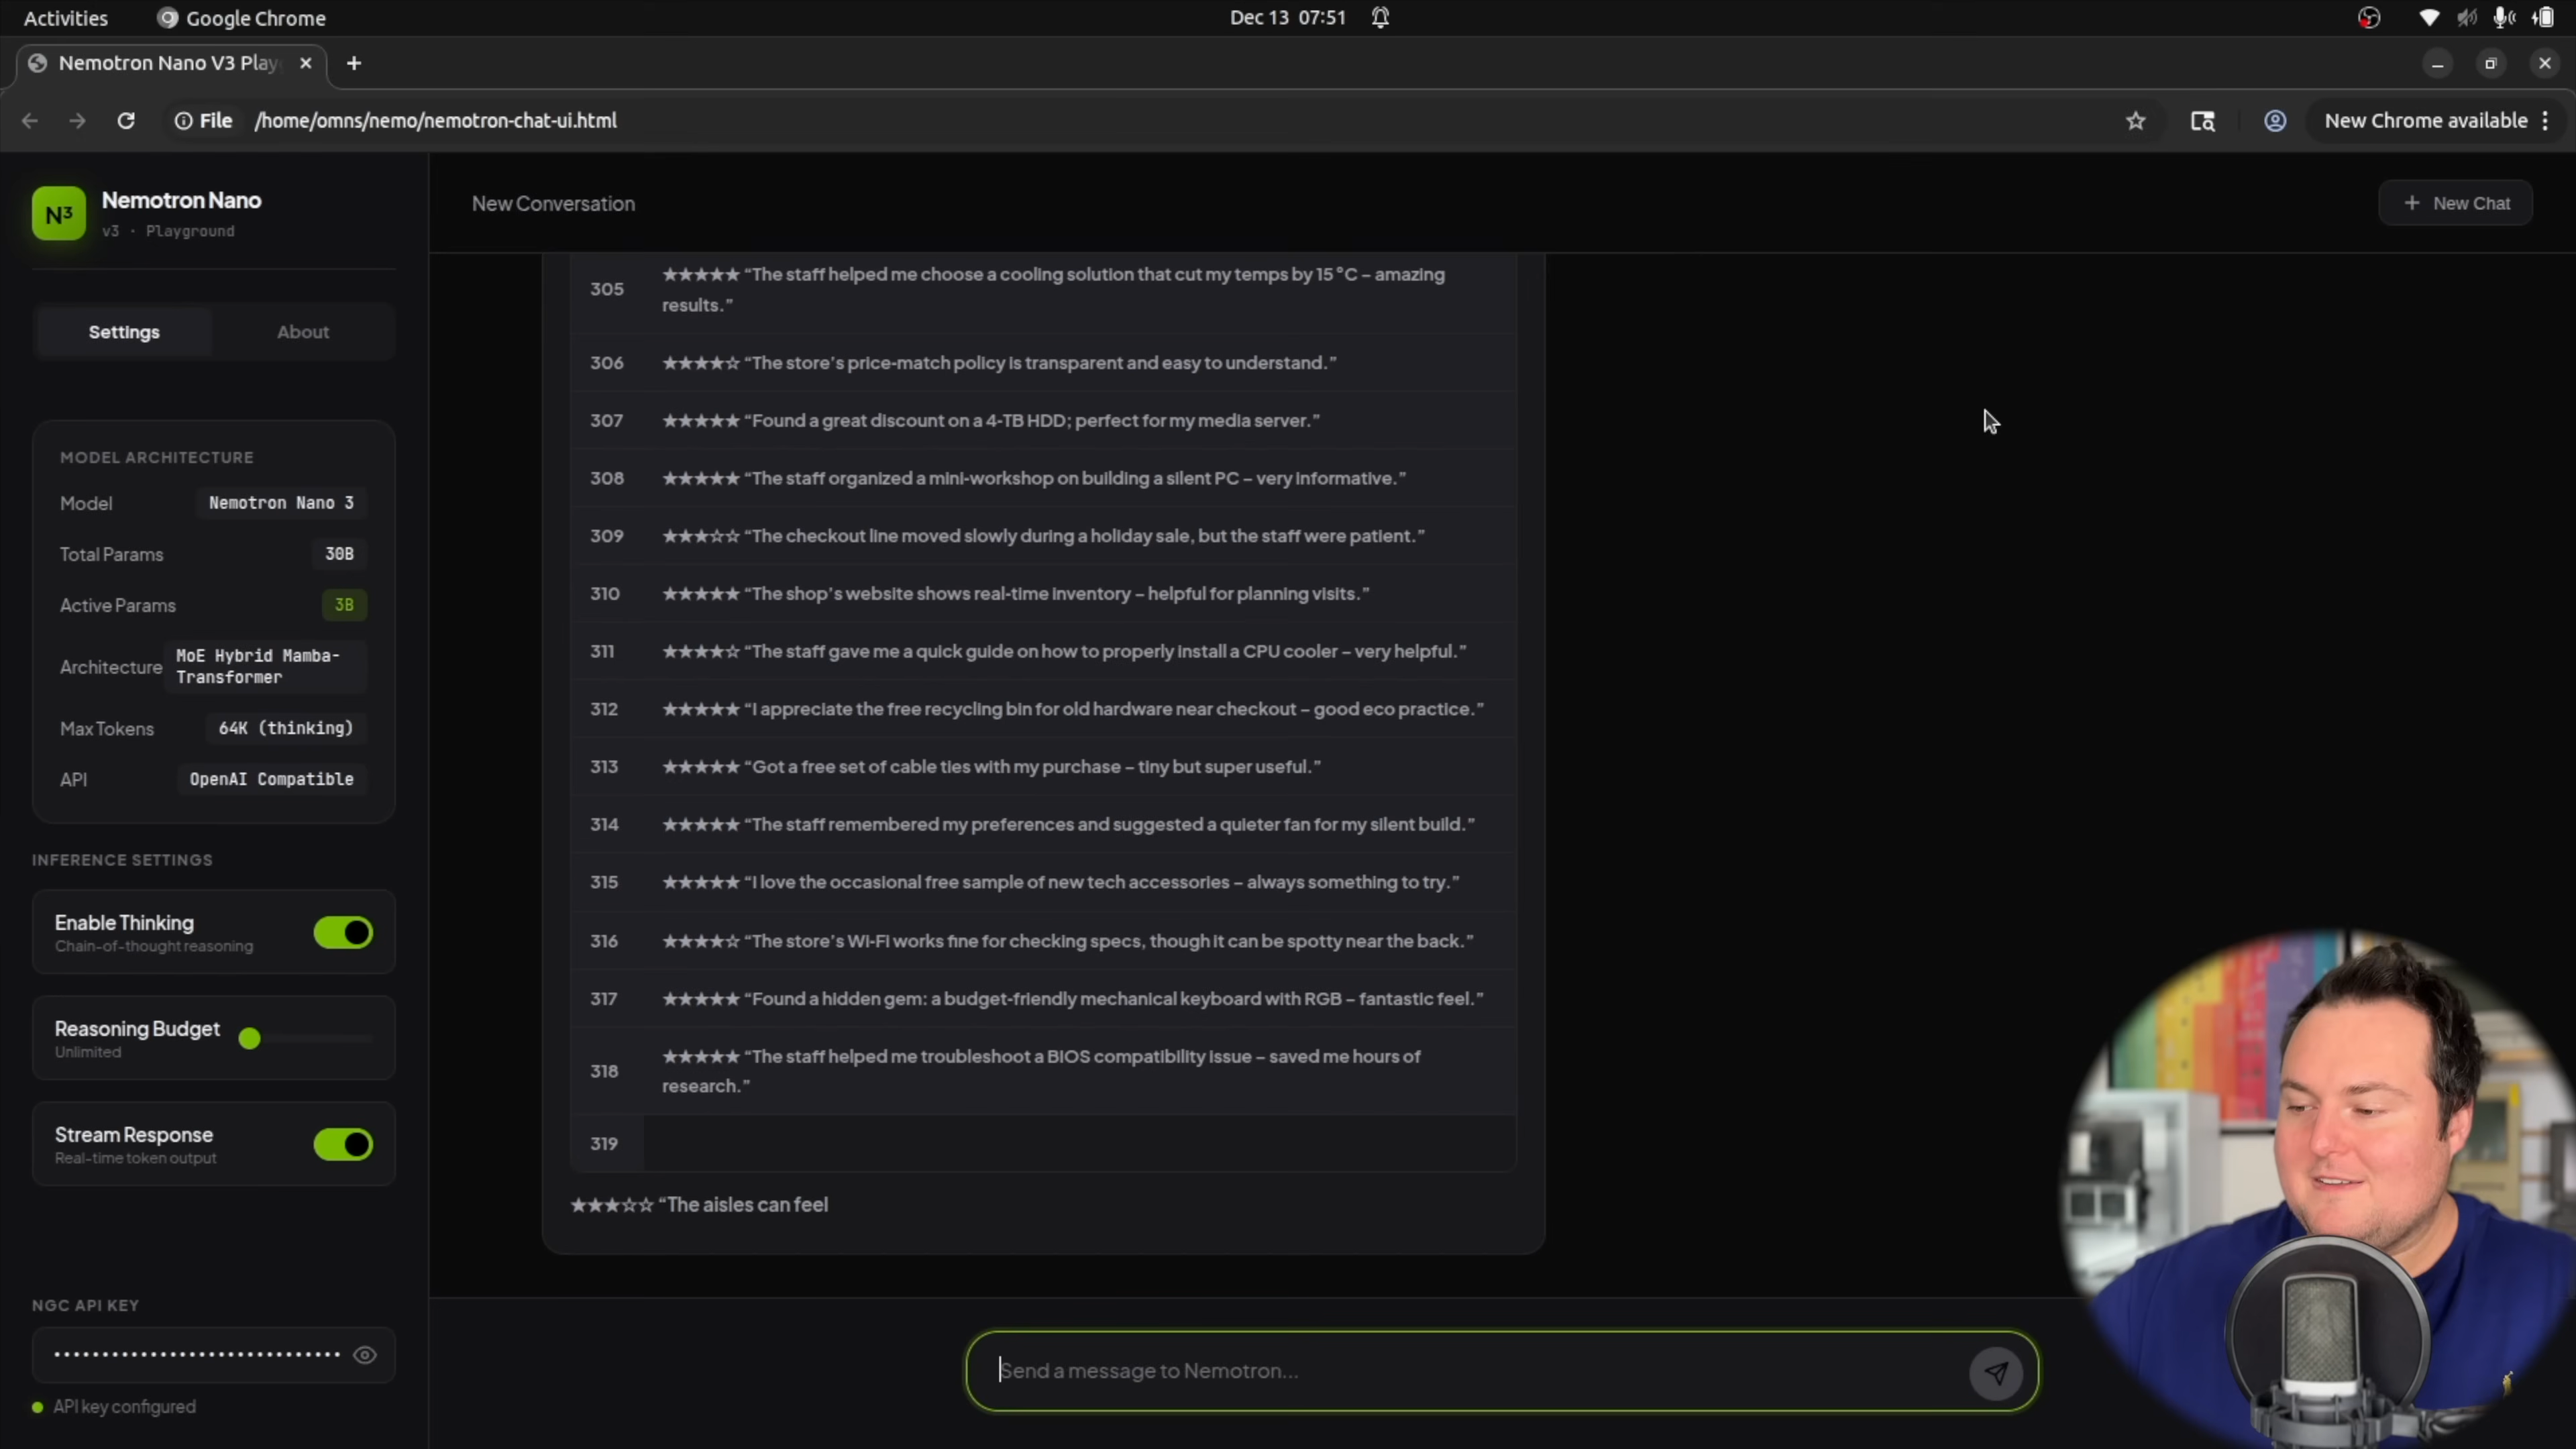 Activities
Google Chrome
Dec 13 07:51
Nemotron Nano V3 Play
File
/home/omns/nemo/nemotron-chat-ui.html
New Chrome available
N³
Nemotron Nano
v3 · Playground
Settings
About
MODEL ARCHITECTURE
Model
Nemotron Nano 3
Total Params
30B
Active Params
3B
Architecture
MoE Hybrid Mamba-
Transformer
Max Tokens
64K (thinking)
API
OpenAI Compatible
INFERENCE SETTINGS
Enable Thinking
Chain-of-thought reasoning
Reasoning Budget
Unlimited
Stream Response
Real-time token output
NGC API KEY
••••••••••••••••••••••••••••••
API key configured
New Conversation
+ New Chat
305 ★★★★★ “The staff helped me choose a cooling solution that cut my temps by 15 °C – amazing
results.”
306 ★★★★☆ “The store’s price-match policy is transparent and easy to understand.”
307 ★★★★★ “Found a great discount on a 4-TB HDD; perfect for my media server.”
308 ★★★★★ “The staff organized a mini-workshop on building a silent PC – very informative.”
309 ★★★☆☆ “The checkout line moved slowly during a holiday sale, but the staff were patient.”
310 ★★★★★ “The shop’s website shows real-time inventory – helpful for planning visits.”
311 ★★★★☆ “The staff gave me a quick guide on how to properly install a CPU cooler – very helpful.”
312 ★★★★★ “I appreciate the free recycling bin for old hardware near checkout – good eco practice.”
313 ★★★★★ “Got a free set of cable ties with my purchase – tiny but super useful.”
314 ★★★★★ “The staff remembered my preferences and suggested a quieter fan for my silent build.”
315 ★★★★★ “I love the occasional free sample of new tech accessories – always something to try.”
316 ★★★★☆ “The store’s Wi-Fi works fine for checking specs, though it can be spotty near the back.”
317 ★★★★★ “Found a hidden gem: a budget-friendly mechanical keyboard with RGB – fantastic feel.”
318 ★★★★★ “The staff helped me troubleshoot a BIOS compatibility issue – saved me hours of
research.”
319
★★★☆☆ “The aisles can feel
Send a message to Nemotron...